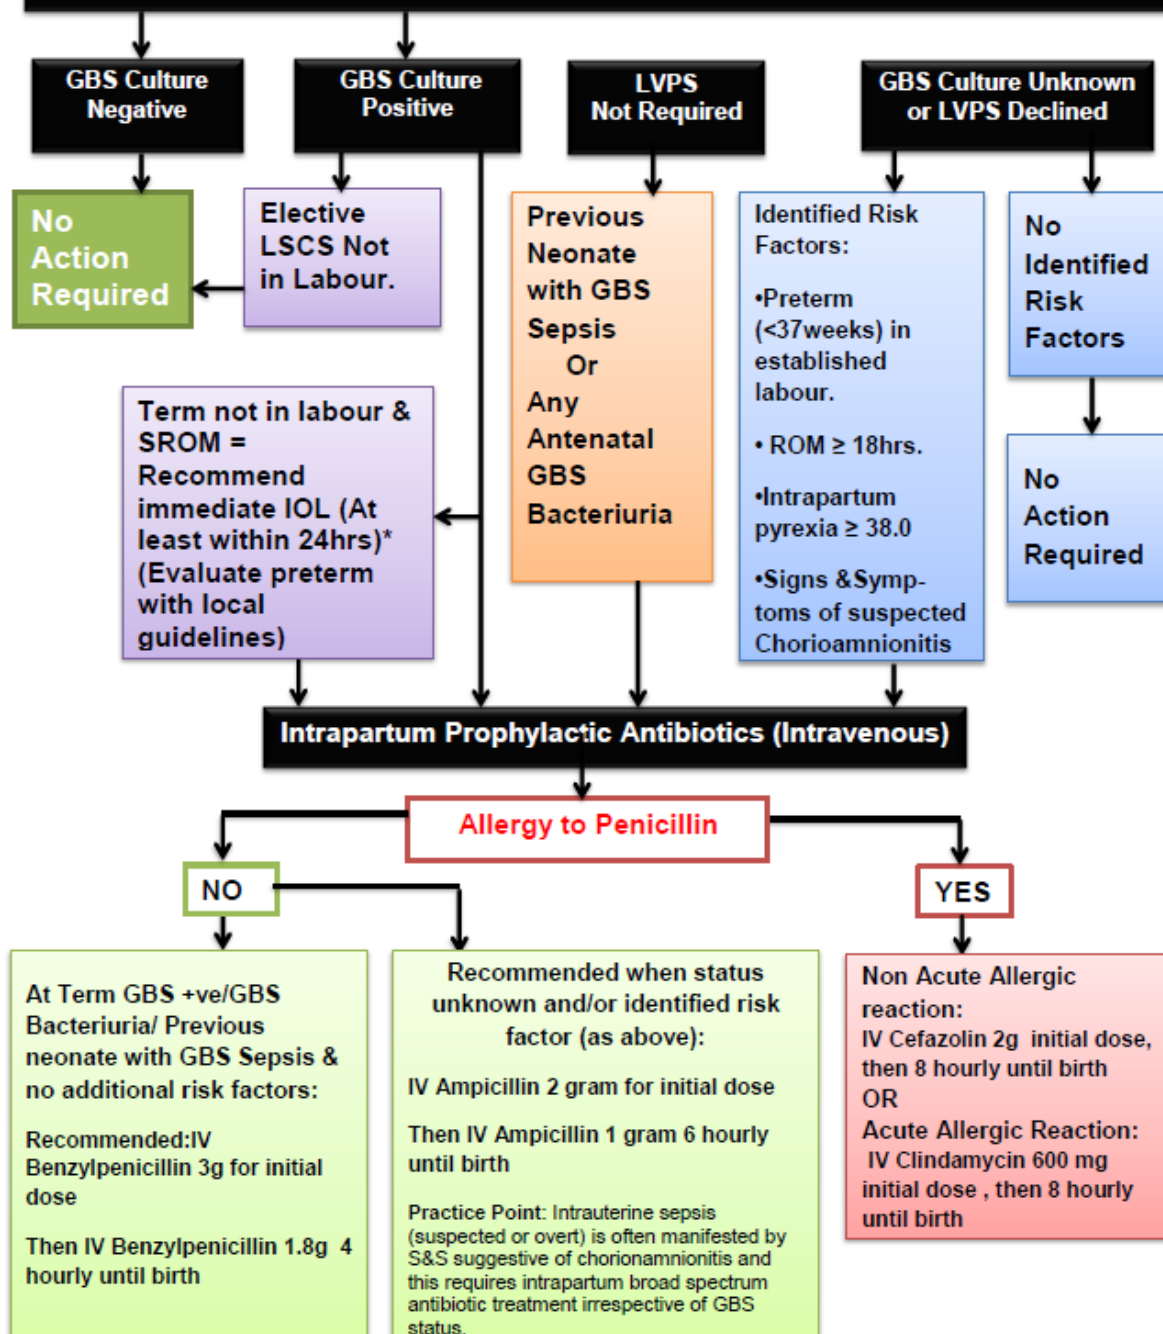 GBS Culture
Negative
GBS Culture
Positive
LVPS
Not Required
GBS Culture Unknown
or LVPS Declined
No
Action
Required
Elective
LSCS Not
in Labour.
Previous
Neonate
with GBS
Sepsis
Or
Any
Antenatal
GBS
Bacteriuria
Identified Risk
Factors:
•Preterm
(<37weeks) in
established
labour.
• ROM ≥ 18hrs.
•Intrapartum
pyrexia ≥ 38.0
•Signs &Symp-
toms of suspected
Chorioamnionitis
No
Identified
Risk
Factors
No
Action
Required
Term not in labour &
SROM =
Recommend
immediate IOL (At
least within 24hrs)*
(Evaluate preterm
with local
guidelines)
Intrapartum Prophylactic Antibiotics (Intravenous)
Allergy to Penicillin
NO
YES
At Term GBS +ve/GBS
Bacteriuria/ Previous
neonate with GBS Sepsis &
no additional risk factors:
Recommended:IV
Benzylpenicillin 3g for initial
dose
Then IV Benzylpenicillin 1.8g 4
hourly until birth
Recommended when status
unknown and/or identified risk
factor (as above):
IV Ampicillin 2 gram for initial dose
Then IV Ampicillin 1 gram 6 hourly
until birth
Practice Point: Intrauterine sepsis
(suspected or overt) is often manifested by
S&S suggestive of chorionamnionitis and
this requires intrapartum broad spectrum
antibiotic treatment irrespective of GBS
status.
Non Acute Allergic
reaction:
IV Cefazolin 2g initial dose,
then 8 hourly until birth
OR
Acute Allergic Reaction:
IV Clindamycin 600 mg
initial dose , then 8 hourly
until birth